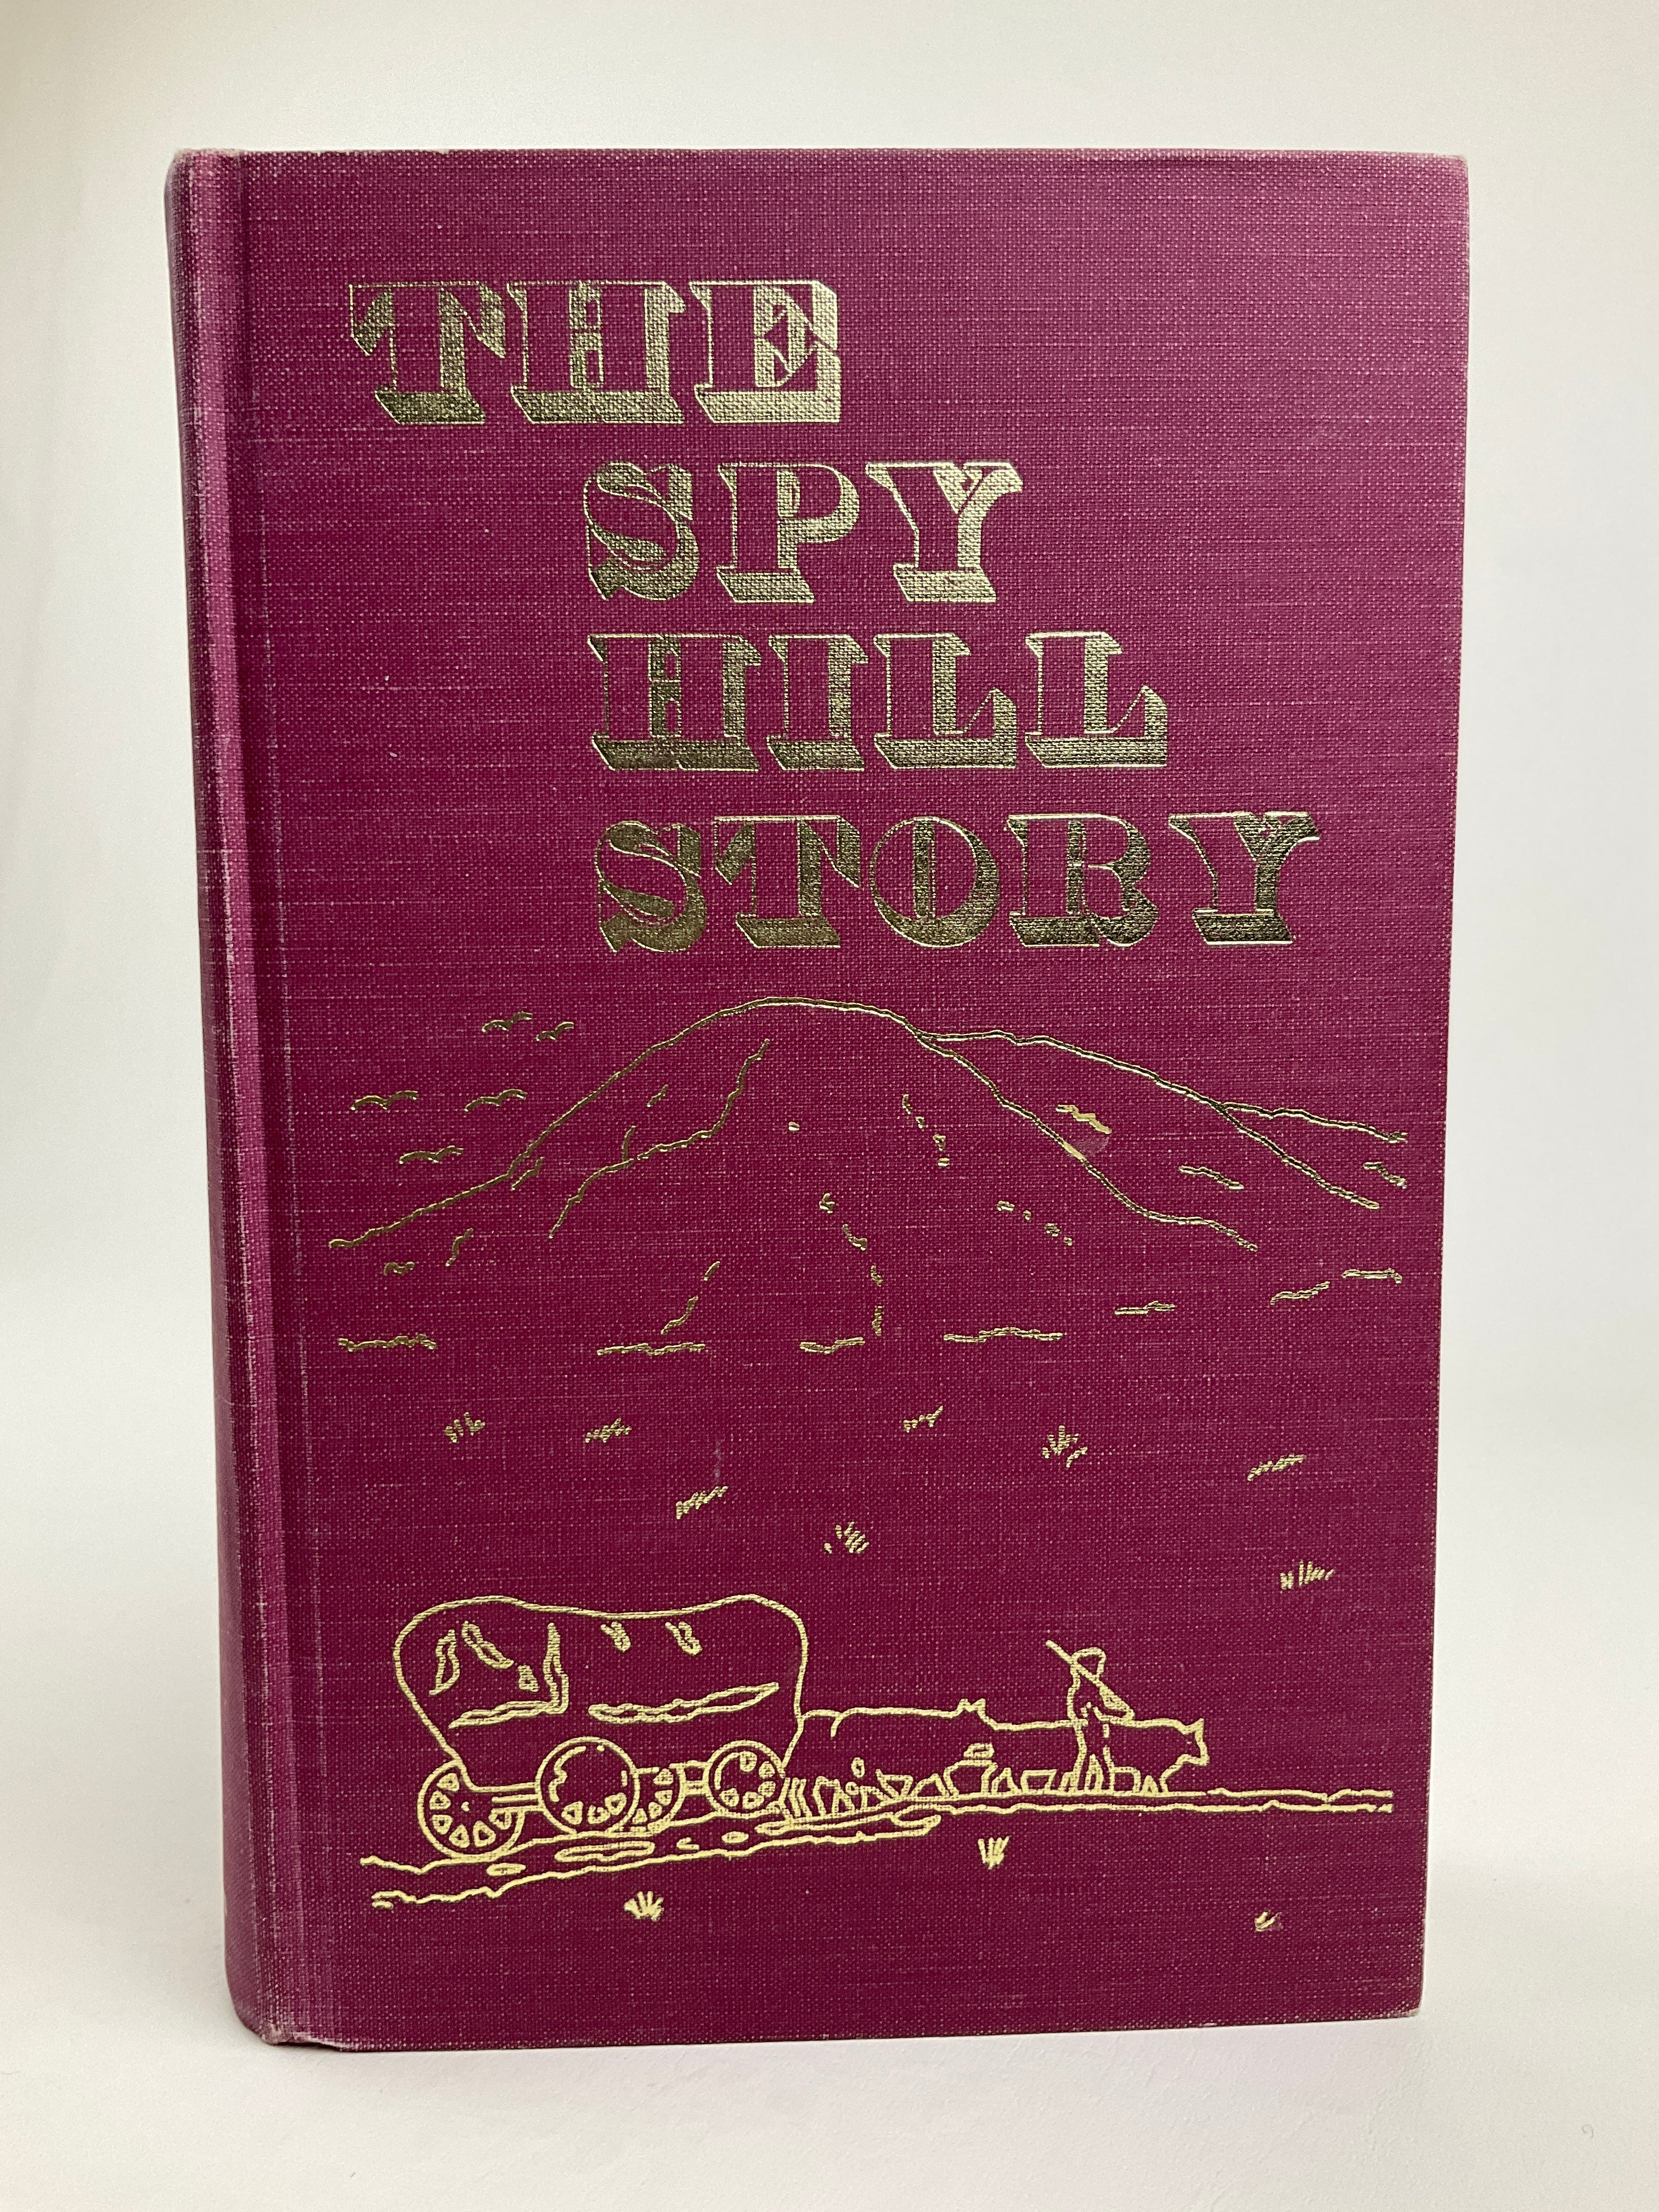 THE
SPY
HILL
STORY